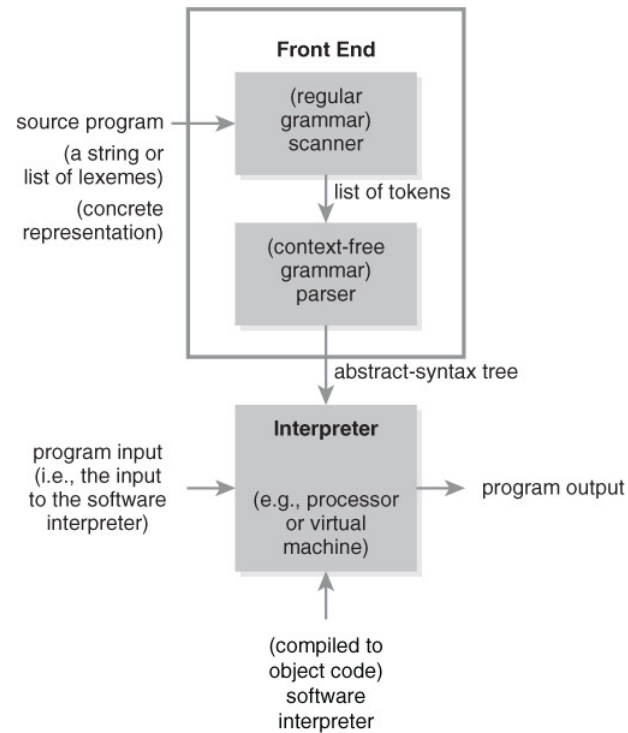 Front End
(regular
grammar)
scanner
source program
(a string or
list of lexemes)
(concrete
representation)
list of tokens
(context-free
grammar)
parser
abstract-syntax tree
Interpreter
program input
(i.e., the input
to the software
interpreter)
(e.g., processor
or virtual
machine)
program output
(compiled to
object code)
software
interpreter